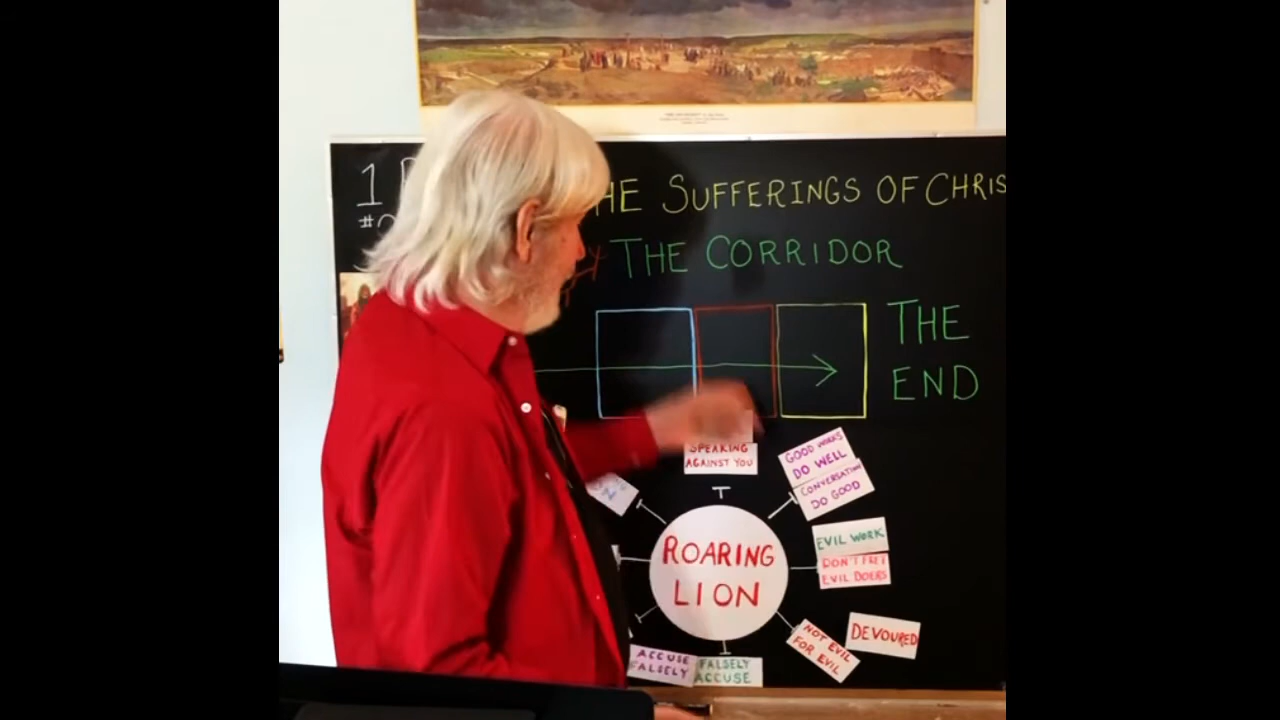 1
HE SUFFERINGS OF CHRIS
THE CORRIDOR
THE
END
SPEAKING
AGAINST YOU
GOOD WORKS
DO WELL
CONVERSATION
DO GOOD
EVIL WORK
DON'T FRET
EVIL DOERS
ROARING
LION
NOT EVIL
FOR EVIL
DEVOURED
ACCUSE
FALSELY
FALSELY
ACCUSE